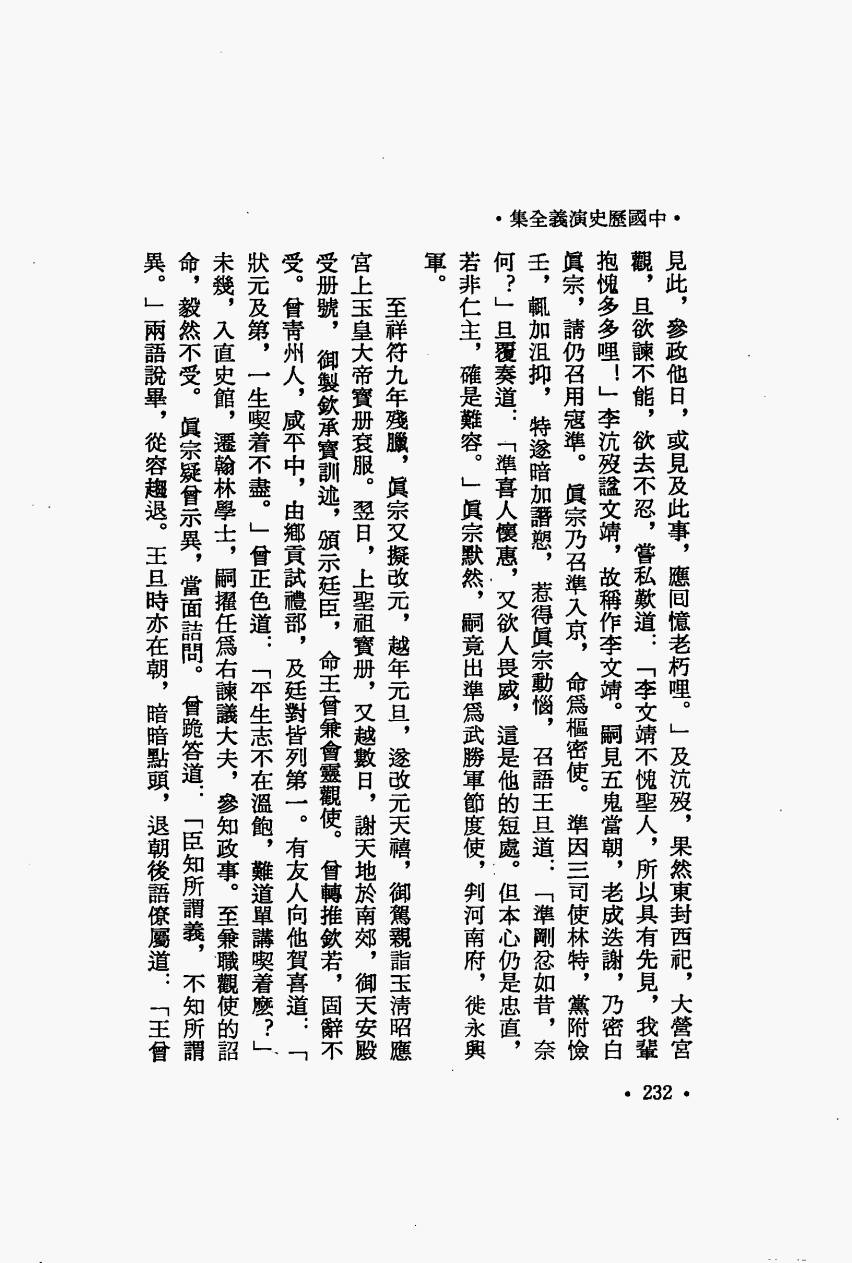 •中國歷史演義全集•
見此，參政他日，或見及此事，應囘憶老朽哩。」及沆歿，果然東封西祀，大營宮
觀，旦欲諫不能，欲去不忍，嘗私歎道：「李文靖不愧聖人，所以具有先見，我輩
抱愧多多哩！」李沆歿諡文靖，故稱作李文靖。嗣見五鬼當朝，老成迭謝，乃密白
眞宗，請仍召用寇準。眞宗乃召準入京，命爲樞密使。準因三司使林特，黨附憸
壬，輒加沮抑，特遂暗加譖愬，惹得眞宗動惱，召語王旦道：「準剛忿如昔，奈
何？」旦覆奏道：「準喜人懷惠，又欲人畏威，這是他的短處。但本心仍是忠直，
若非仁主，確是難容。」眞宗默然，嗣竟出準爲武勝軍節度使，判河南府，徙永興
軍。
至祥符九年殘臘，眞宗又擬改元，越年元旦，遂改元天禧，御駕親詣玉淸昭應
宮上玉皇大帝寶册袞服。翌日，上聖祖寶册，又越數日，謝天地於南郊，御天安殿
受册號，御製欽承寶訓述，頒示廷臣，命王曾兼會靈觀使。曾轉推欽若，固辭不
受。曾靑州人，咸平中，由鄉貢試禮部，及廷對皆列第一。有友人向他賀喜道：「
狀元及第，一生喫着不盡。」曾正色道：「平生志不在溫飽，難道單講喫着麼？」
未幾，入直史館，遷翰林學士，嗣擢任爲右諫議大夫，參知政事。至兼職觀使的詔
命，毅然不受。眞宗疑曾示異，當面詰問。曾跪答道：「臣知所謂義，不知所謂
異。」兩語說畢，從容趨退。王旦時亦在朝，暗暗點頭，退朝後語僚屬道：「王曾
•232•